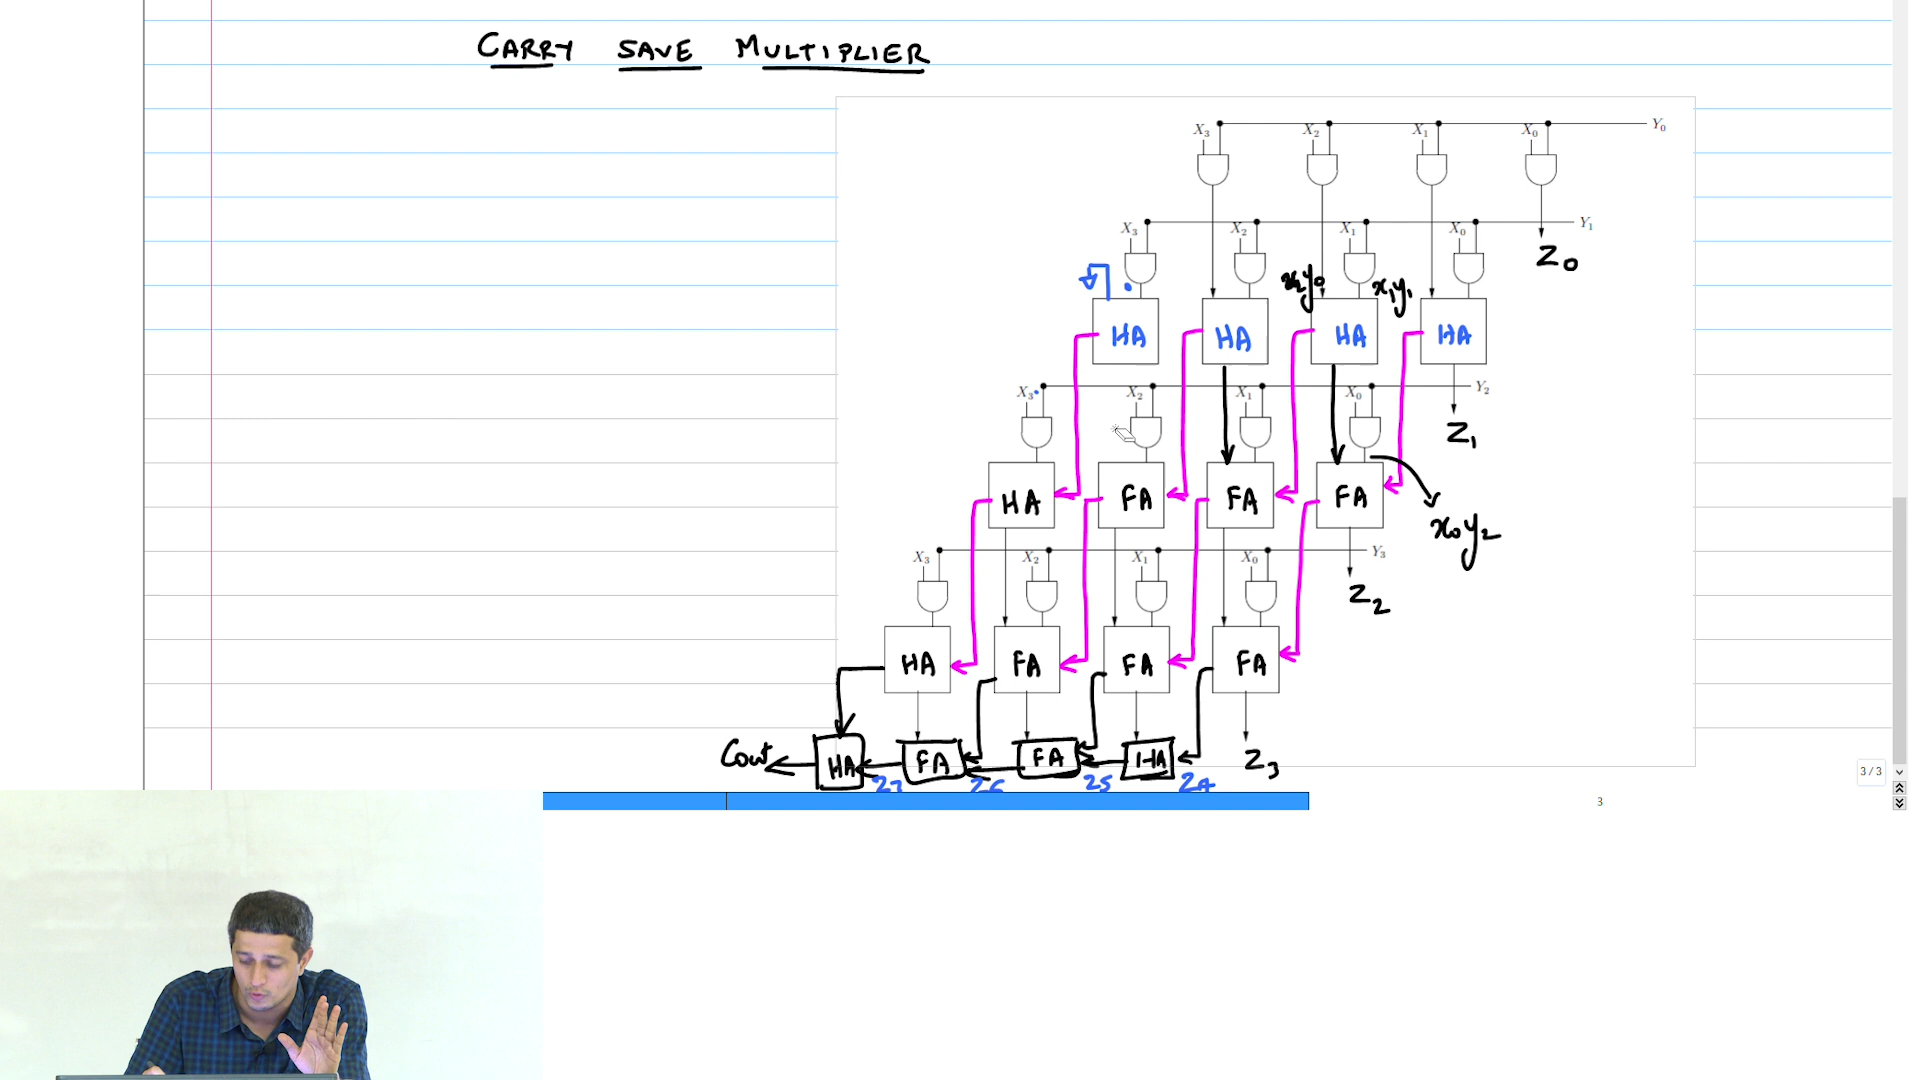 CARRY SAVE MULTIPLIER
X3 X2 X1 X0 Y0
X3 X2 X1 X0 Y1
Z0
x2y0 x1y1
HA HA HA HA
X3 X2 X1 X0 Y2
Z1
HA FA FA FA
x0y2
X3 X2 X1 X0 Y3
Z2
HA FA FA FA
Cout HA FA FA HA Z3
Z7 Z6 Z5 Z4
3/3
3